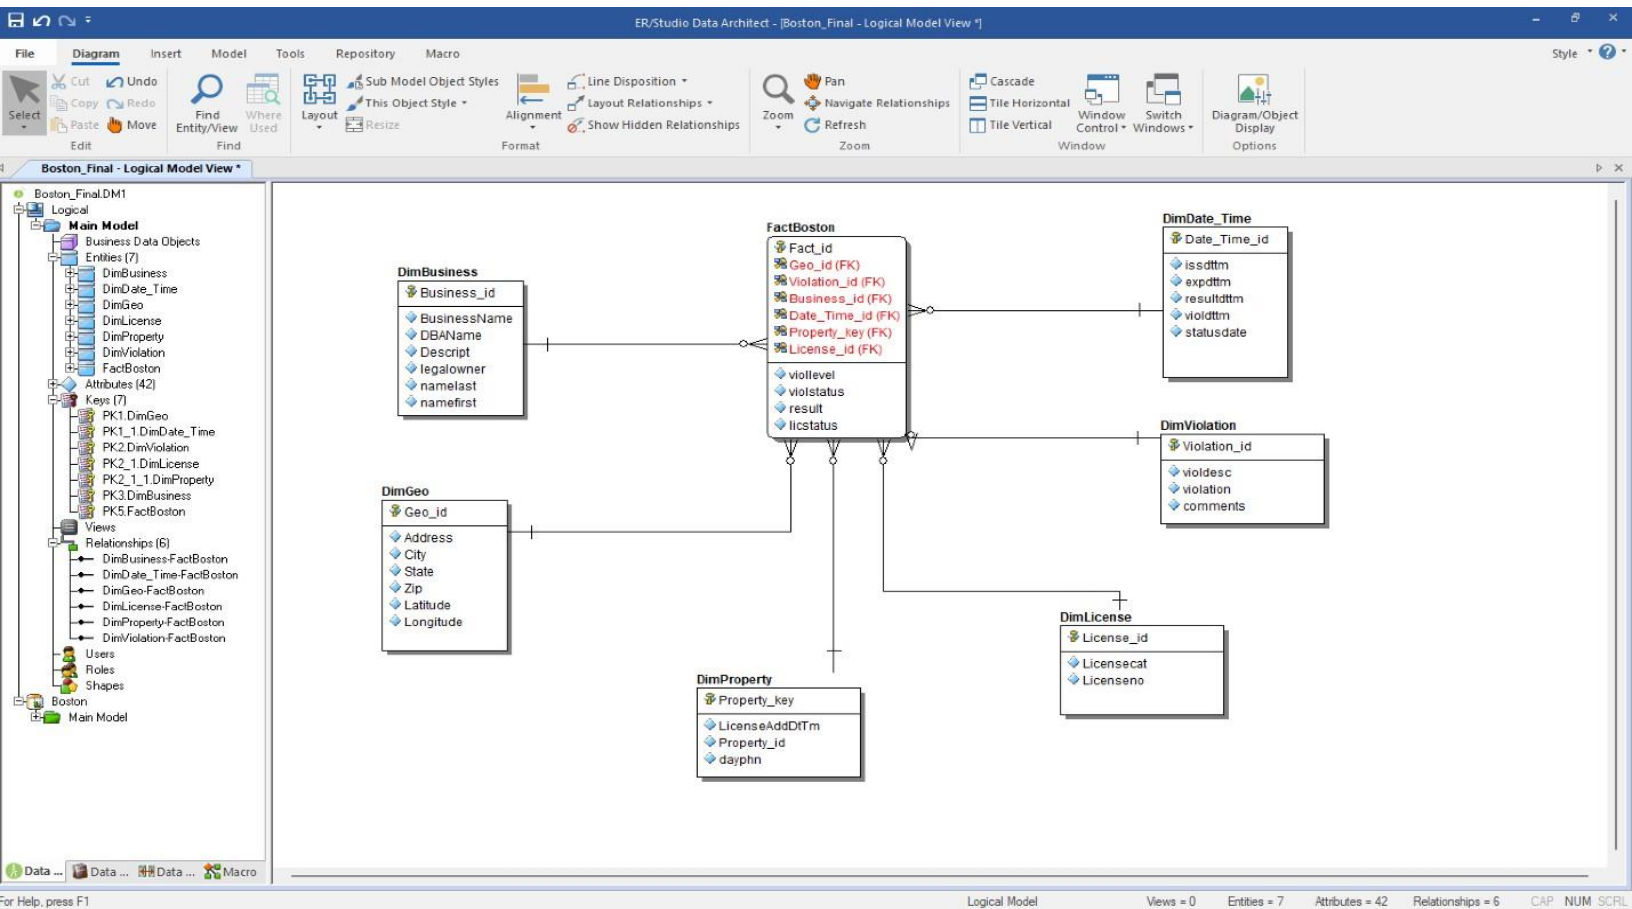 ER/Studio Data Architect - [Boston_Final - Logical Model View *]
File Diagram Insert Model Tools Repository Macro Style
Select
Cut Copy Paste
Undo Redo Move
Edit
Find Entity/View
Where Used
Find
Layout
Sub Model Object Styles
This Object Style
Resize
Alignment
Line Disposition
Layout Relationships
Show Hidden Relationships
Format
Zoom
Pan
Navigate Relationships
Refresh
Zoom
Cascade
Tile Horizontal
Tile Vertical
Window Control
Switch Windows
Window
Diagram/Object Display
Options
Boston_Final - Logical Model View *
Boston_Final.DM1
Logical
Main Model
Business Data Objects
Entities (7)
DimBusiness
DimDate_Time
DimGeo
DimLicense
DimProperty
DimViolation
FactBoston
Attributes (42)
Keys (7)
PK1.DimGeo
PK1_1.DimDate_Time
PK2.DimViolation
PK2_1.DimLicense
PK2_1_1.DimProperty
PK3.DimBusiness
PK5.FactBoston
Views
Relationships (6)
DimBusiness-FactBoston
DimDate_Time-FactBoston
DimGeo-FactBoston
DimLicense-FactBoston
DimProperty-FactBoston
DimViolation-FactBoston
Users
Roles
Shapes
Boston
Main Model
Data ... Data ... Data ... Macro
DimBusiness
Business_id
BusinessName
DBAName
Descript
legalowner
namelast
namefirst
FactBoston
Fact_id
Geo_id (FK)
Violation_id (FK)
Business_id (FK)
Date_Time_id (FK)
Property_key (FK)
License_id (FK)
viollevel
violstatus
result
licstatus
DimDate_Time
Date_Time_id
issdttm
expdttm
resultdttm
violdttm
statusdate
DimViolation
Violation_id
violdesc
violation
comments
DimGeo
Geo_id
Address
City
State
Zip
Latitude
Longitude
DimLicense
License_id
Licensecat
Licenseno
DimProperty
Property_key
LicenseAddDtTm
Property_id
dayphn
For Help, press F1
Logical Model Views = 0 Entities = 7 Attributes = 42 Relationships = 6 CAP NUM SCRL